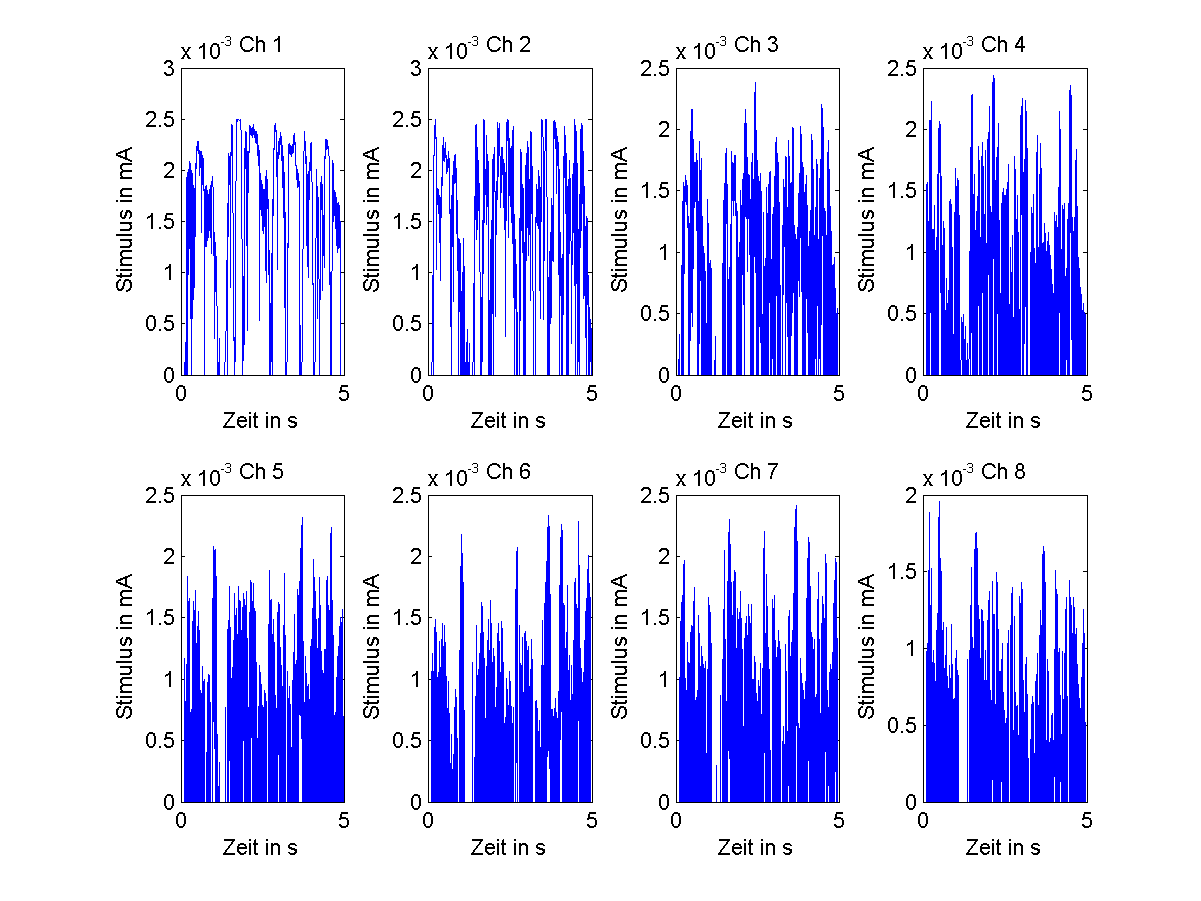 x 10-3 Ch 1
3
2.5
2
1.5
1
0.5
0
0 5
Stimulus in mA
Zeit in s
x 10-3 Ch 2
3
2.5
2
1.5
1
0.5
0
0 5
Stimulus in mA
Zeit in s
x 10-3 Ch 3
2.5
2
1.5
1
0.5
0
0 5
Stimulus in mA
Zeit in s
x 10-3 Ch 4
2.5
2
1.5
1
0.5
0
0 5
Stimulus in mA
Zeit in s
x 10-3 Ch 5
2.5
2
1.5
1
0.5
0
0 5
Stimulus in mA
Zeit in s
x 10-3 Ch 6
2.5
2
1.5
1
0.5
0
0 5
Stimulus in mA
Zeit in s
x 10-3 Ch 7
2.5
2
1.5
1
0.5
0
0 5
Stimulus in mA
Zeit in s
x 10-3 Ch 8
2
1.5
1
0.5
0
0 5
Stimulus in mA
Zeit in s